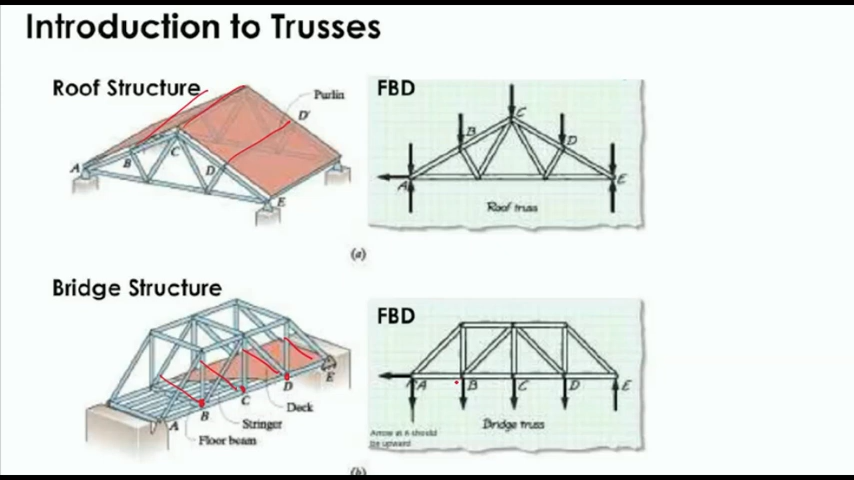 Introduction to Trusses
Roof Structure
Purlin
D'
A
B
C
D
E
FBD
C
B
D
A
E
Roof truss
(a)
Bridge Structure
E
D
C
B
A
Deck
Stringer
Floor beam
FBD
A
B
C
D
E
Arrow at A should
be upward
Bridge truss
(b)